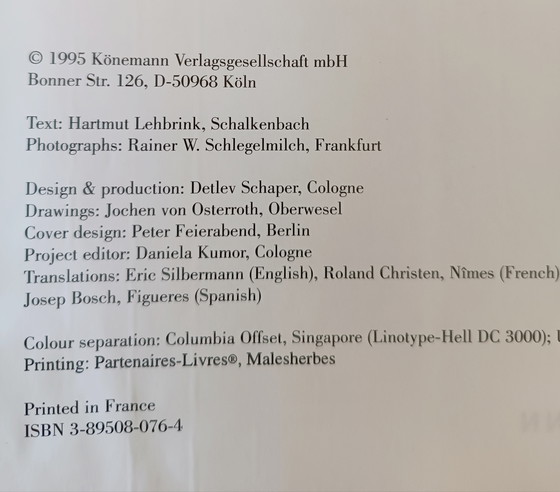 © 1995 Könemann Verlagsgesellschaft mbH
Bonner Str. 126, D-50968 Köln
Text: Hartmut Lehbrink, Schalkenbach
Photographs: Rainer W. Schlegelmilch, Frankfurt
Design & production: Detlev Schaper, Cologne
Drawings: Jochen von Osterroth, Oberwesel
Cover design: Peter Feierabend, Berlin
Project editor: Daniela Kumor, Cologne
Translations: Eric Silbermann (English), Roland Christen, Nîmes (French)
Josep Bosch, Figueres (Spanish)
Colour separation: Columbia Offset, Singapore (Linotype-Hell DC 3000);
Printing: Partenaires-Livres®, Malesherbes
Printed in France
ISBN 3-89508-076-4